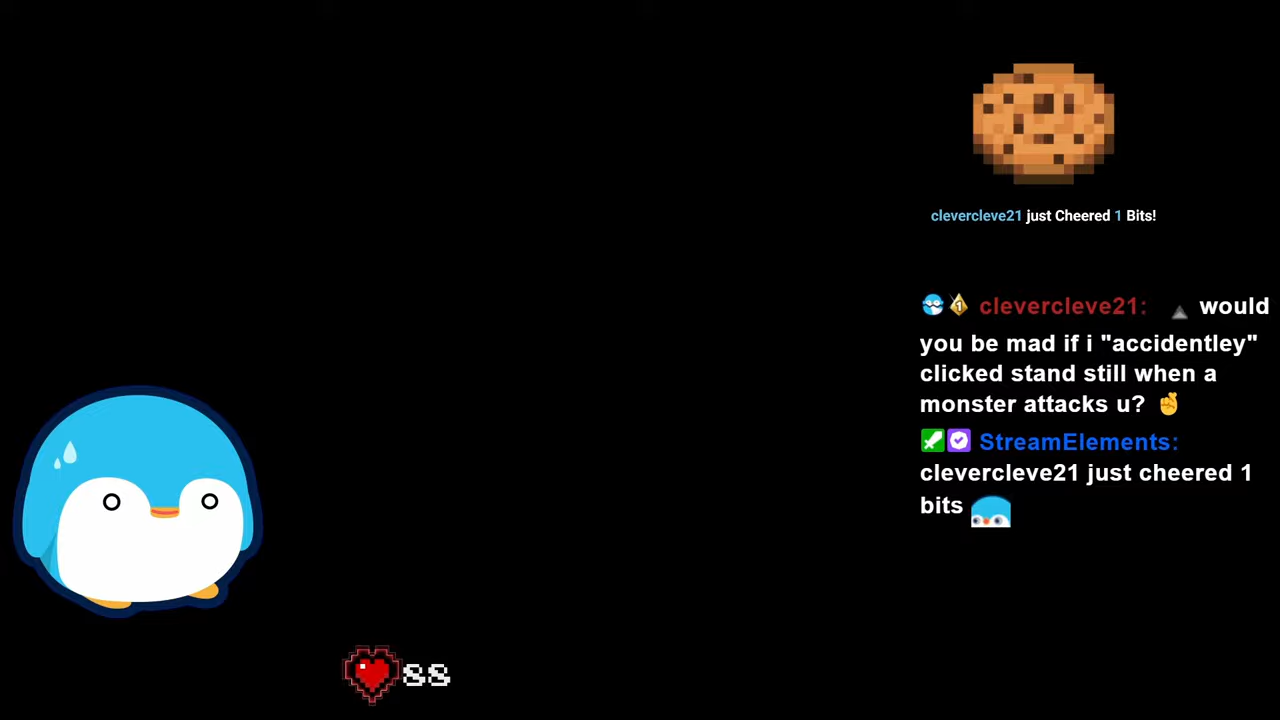 clevercleve21 just Cheered 1 Bits!
clevercleve21: would
you be mad if i "accidentley"
clicked stand still when a
monster attacks u? 🤞
StreamElements:
clevercleve21 just cheered 1
bits
88